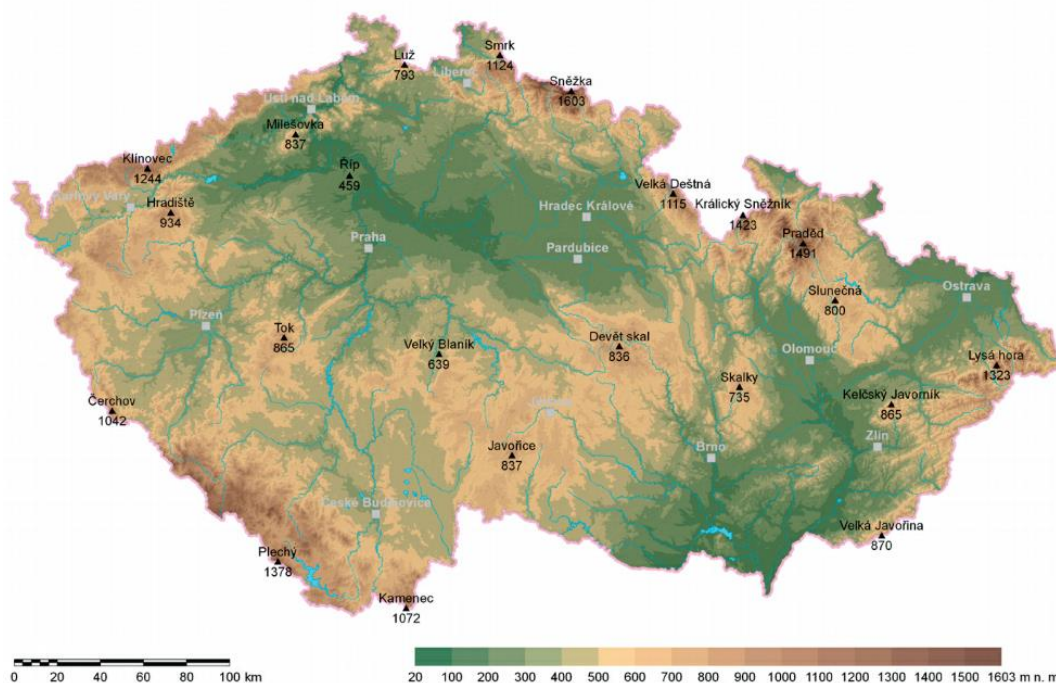 Luž
793
Smrk
1124
Liberec
Sněžka
1603
Ústí nad Labem
Milešovka
837
Klínovec
1244
Říp
459
Karlovy Vary
Hradiště
934
Velká Deštná
1115
Hradec Králové
Králický Sněžník
1423
Praděd
1491
Praha
Pardubice
Slunečná
800
Ostrava
Plzeň
Tok
865
Velký Blaník
639
Devět skal
836
Olomouc
Lysá hora
1323
Skalky
735
Kelčský Javorník
865
Čerchov
1042
Jihlava
Javořice
837
Brno
Zlín
České Budějovice
Velká Javořina
870
Plechý
1378
Kamenec
1072
0 20 40 60 80 100 km
20 100 200 300 400 500 600 700 800 900 1000 1100 1200 1300 1400 1500 1603 m n. m.